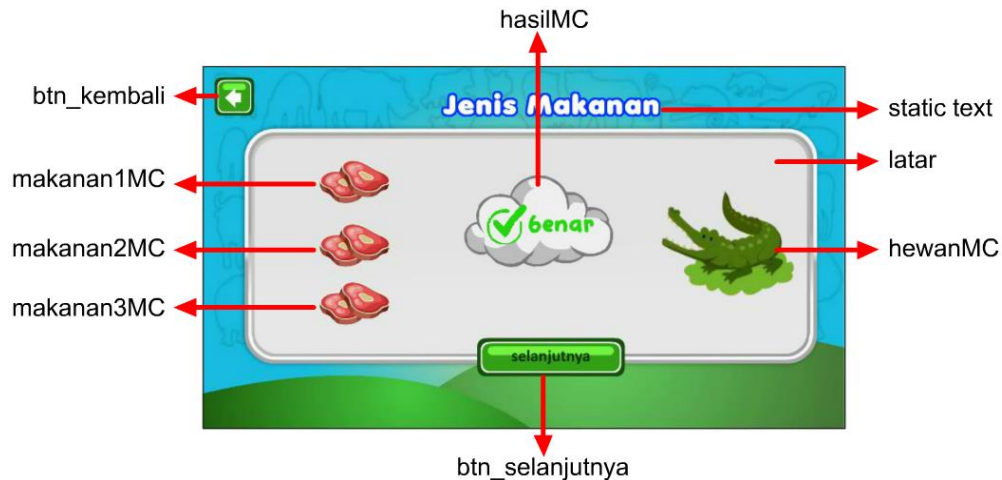 hasilMC
btn_kembali
Jenis Makanan
static text
latar
makanan1MC
benar
makanan2MC
hewanMC
makanan3MC
selanjutnya
btn_selanjutnya